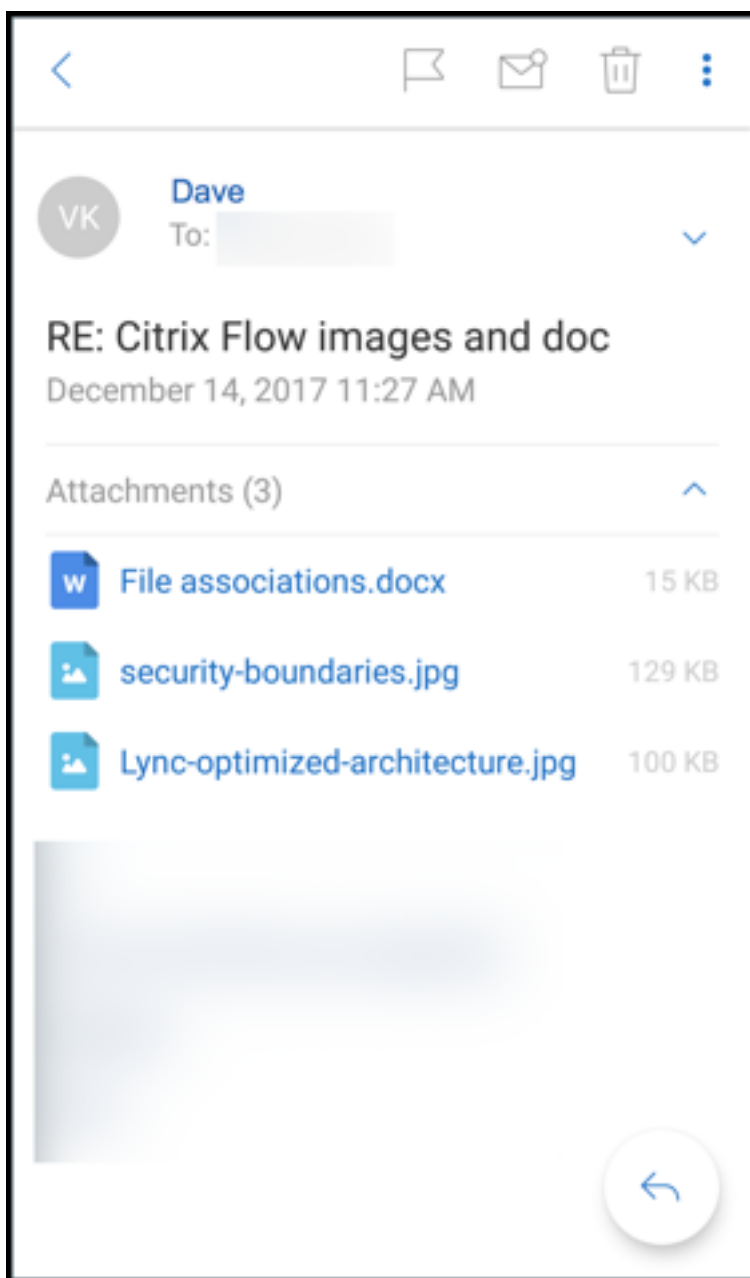 VK
Dave
To:
RE: Citrix Flow images and doc
December 14, 2017 11:27 AM
Attachments (3)
W File associations.docx 15 KB
security-boundaries.jpg 129 KB
Lync-optimized-architecture.jpg 100 KB